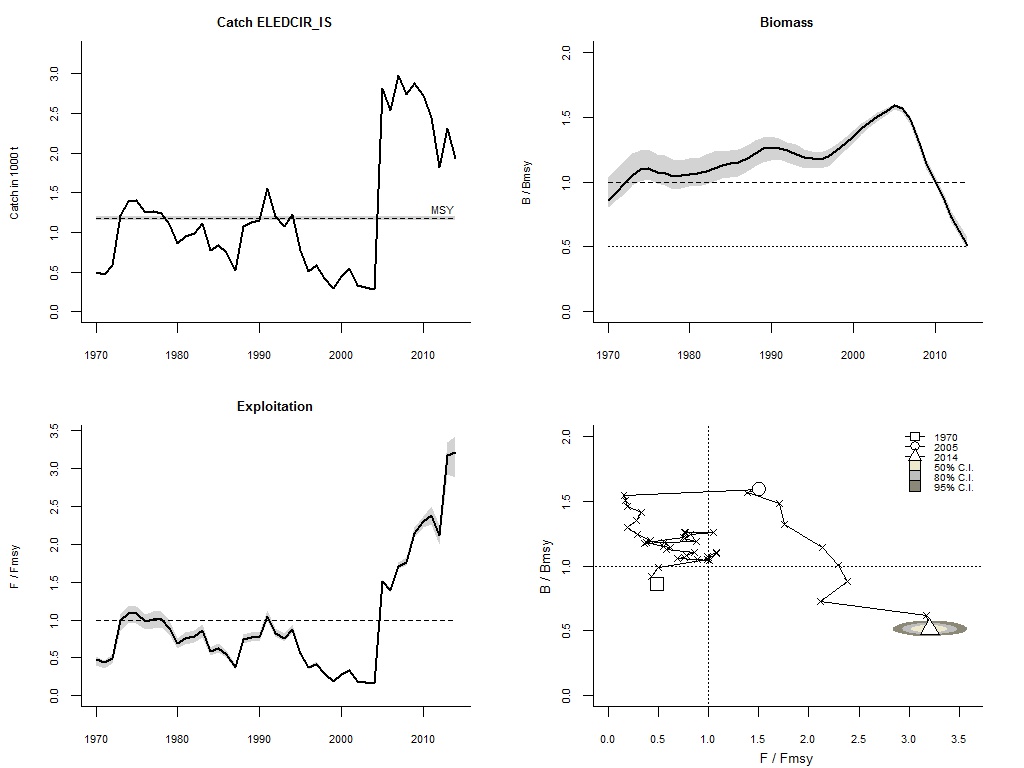 Catch ELEDCIR_IS
Catch in 1000 t
3.0
2.5
2.0
1.5
1.0
0.5
0.0
MSY
1970 1980 1990 2000 2010
Biomass
B / Bmsy
2.0
1.5
1.0
0.5
0.0
1970 1980 1990 2000 2010
Exploitation
F / Fmsy
3.5
3.0
2.5
2.0
1.5
1.0
0.5
0.0
1970 1980 1990 2000 2010
B / Bmsy
2.0
1.5
1.0
0.5
0.0
1970
2005
2014
50% C.I.
80% C.I.
95% C.I.
0.0 0.5 1.0 1.5 2.0 2.5 3.0 3.5
F / Fmsy